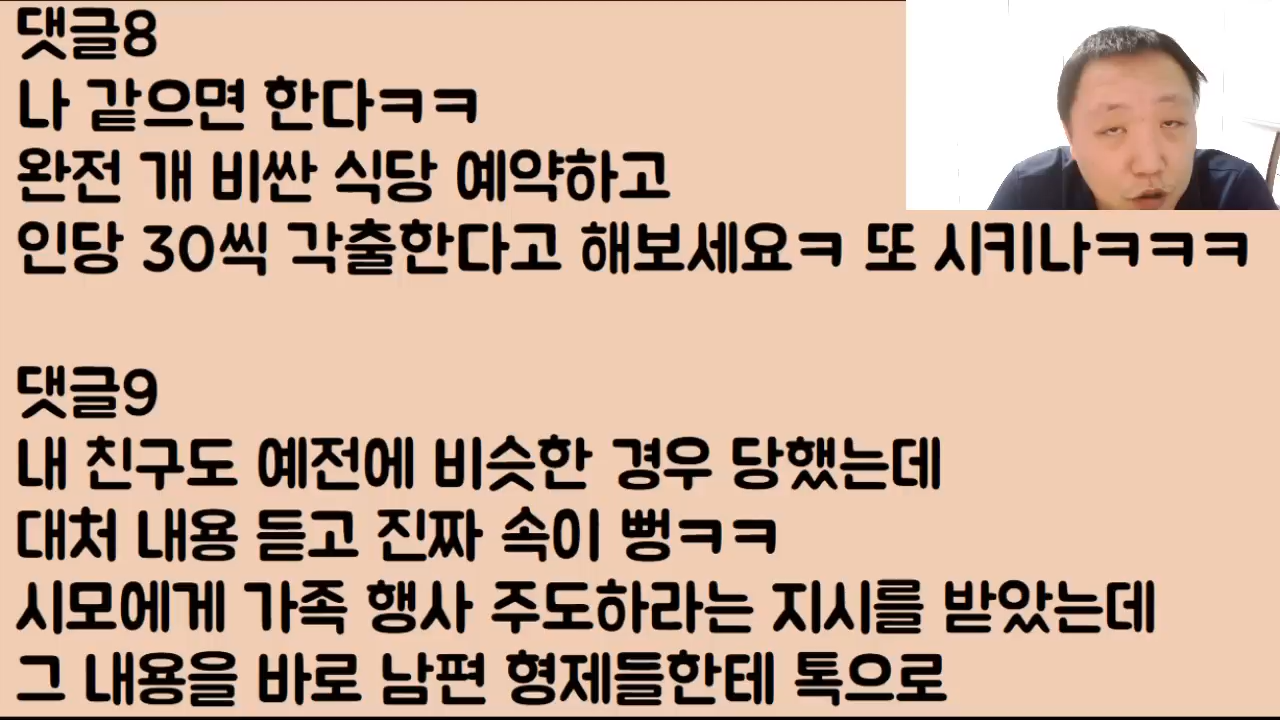 댓글8
나 같으면 한다ㅋㅋ
완전 개 비싼 식당 예약하고
인당 30씩 각출한다고 해보세요ㅋ 또 시키나ㅋㅋㅋ
댓글9
내 친구도 예전에 비슷한 경우 당했는데
대처 내용 듣고 진짜 속이 뻥ㅋㅋ
시모에게 가족 행사 주도하라는 지시를 받았는데
그 내용을 바로 남편 형제들한테 톡으로